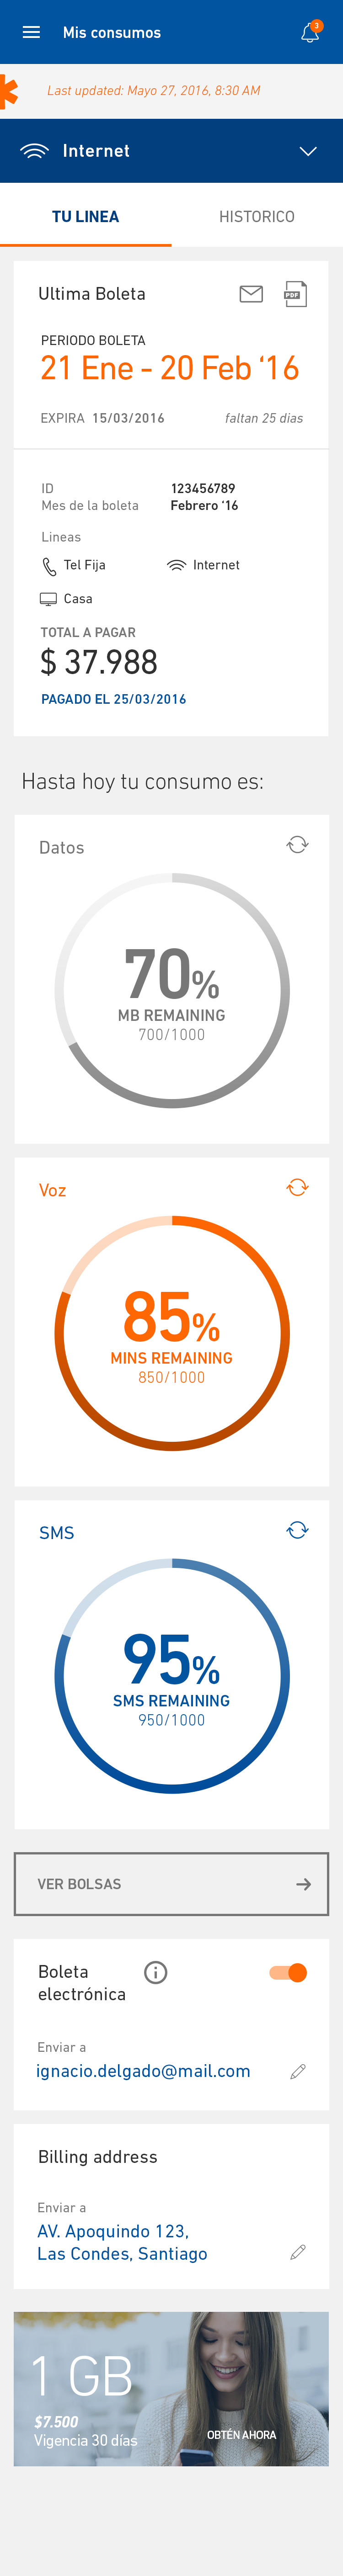 Mis consumos
3
Last updated: Mayo 27, 2016, 8:30 AM
Internet
TU LINEA
HISTORICO
Ultima Boleta
PDF
PERIODO BOLETA
21 Ene - 20 Feb ‘16
EXPIRA 15/03/2016
faltan 25 dias
ID 123456789
Mes de la boleta Febrero ‘16
Lineas
Tel Fija
Internet
Casa
TOTAL A PAGAR
$ 37.988
PAGADO EL 25/03/2016
Hasta hoy tu consumo es:
Datos
70%
MB REMAINING
700/1000
Voz
85%
MINS REMAINING
850/1000
SMS
95%
SMS REMAINING
950/1000
VER BOLSAS
Boleta
electrónica
Enviar a
ignacio.delgado@mail.com
Billing address
Enviar a
AV. Apoquindo 123,
Las Condes, Santiago
1 GB
$7.500
Vigencia 30 días
OBTÉN AHORA